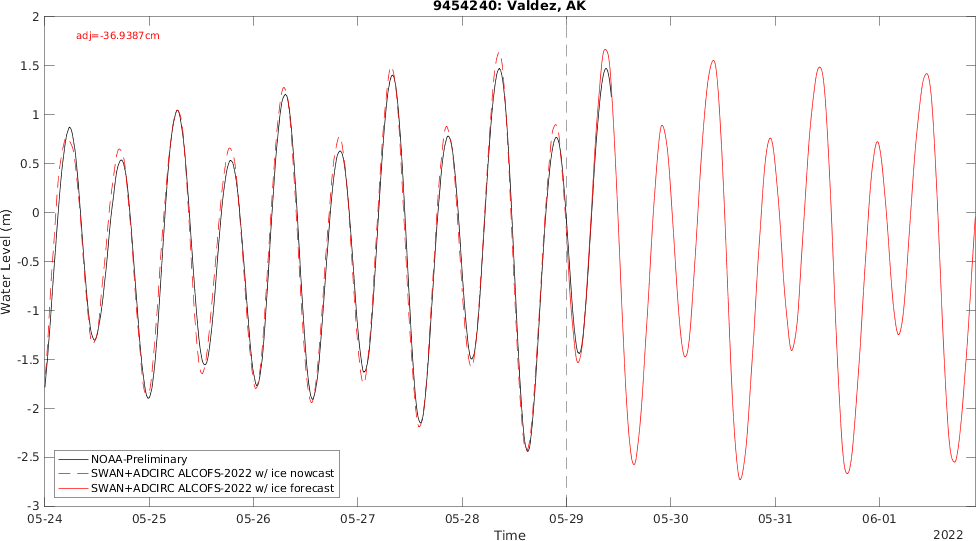 9454240: Valdez, AK
adj=-36.9387cm
2
1.5
1
0.5
0
-0.5
-1
-1.5
-2
-2.5
-3
Water Level (m)
NOAA-Preliminary
SWAN+ADCIRC ALCOFS-2022 w/ ice nowcast
SWAN+ADCIRC ALCOFS-2022 w/ ice forecast
05-24 05-25 05-26 05-27 05-28 05-29 05-30 05-31 06-01
Time
2022